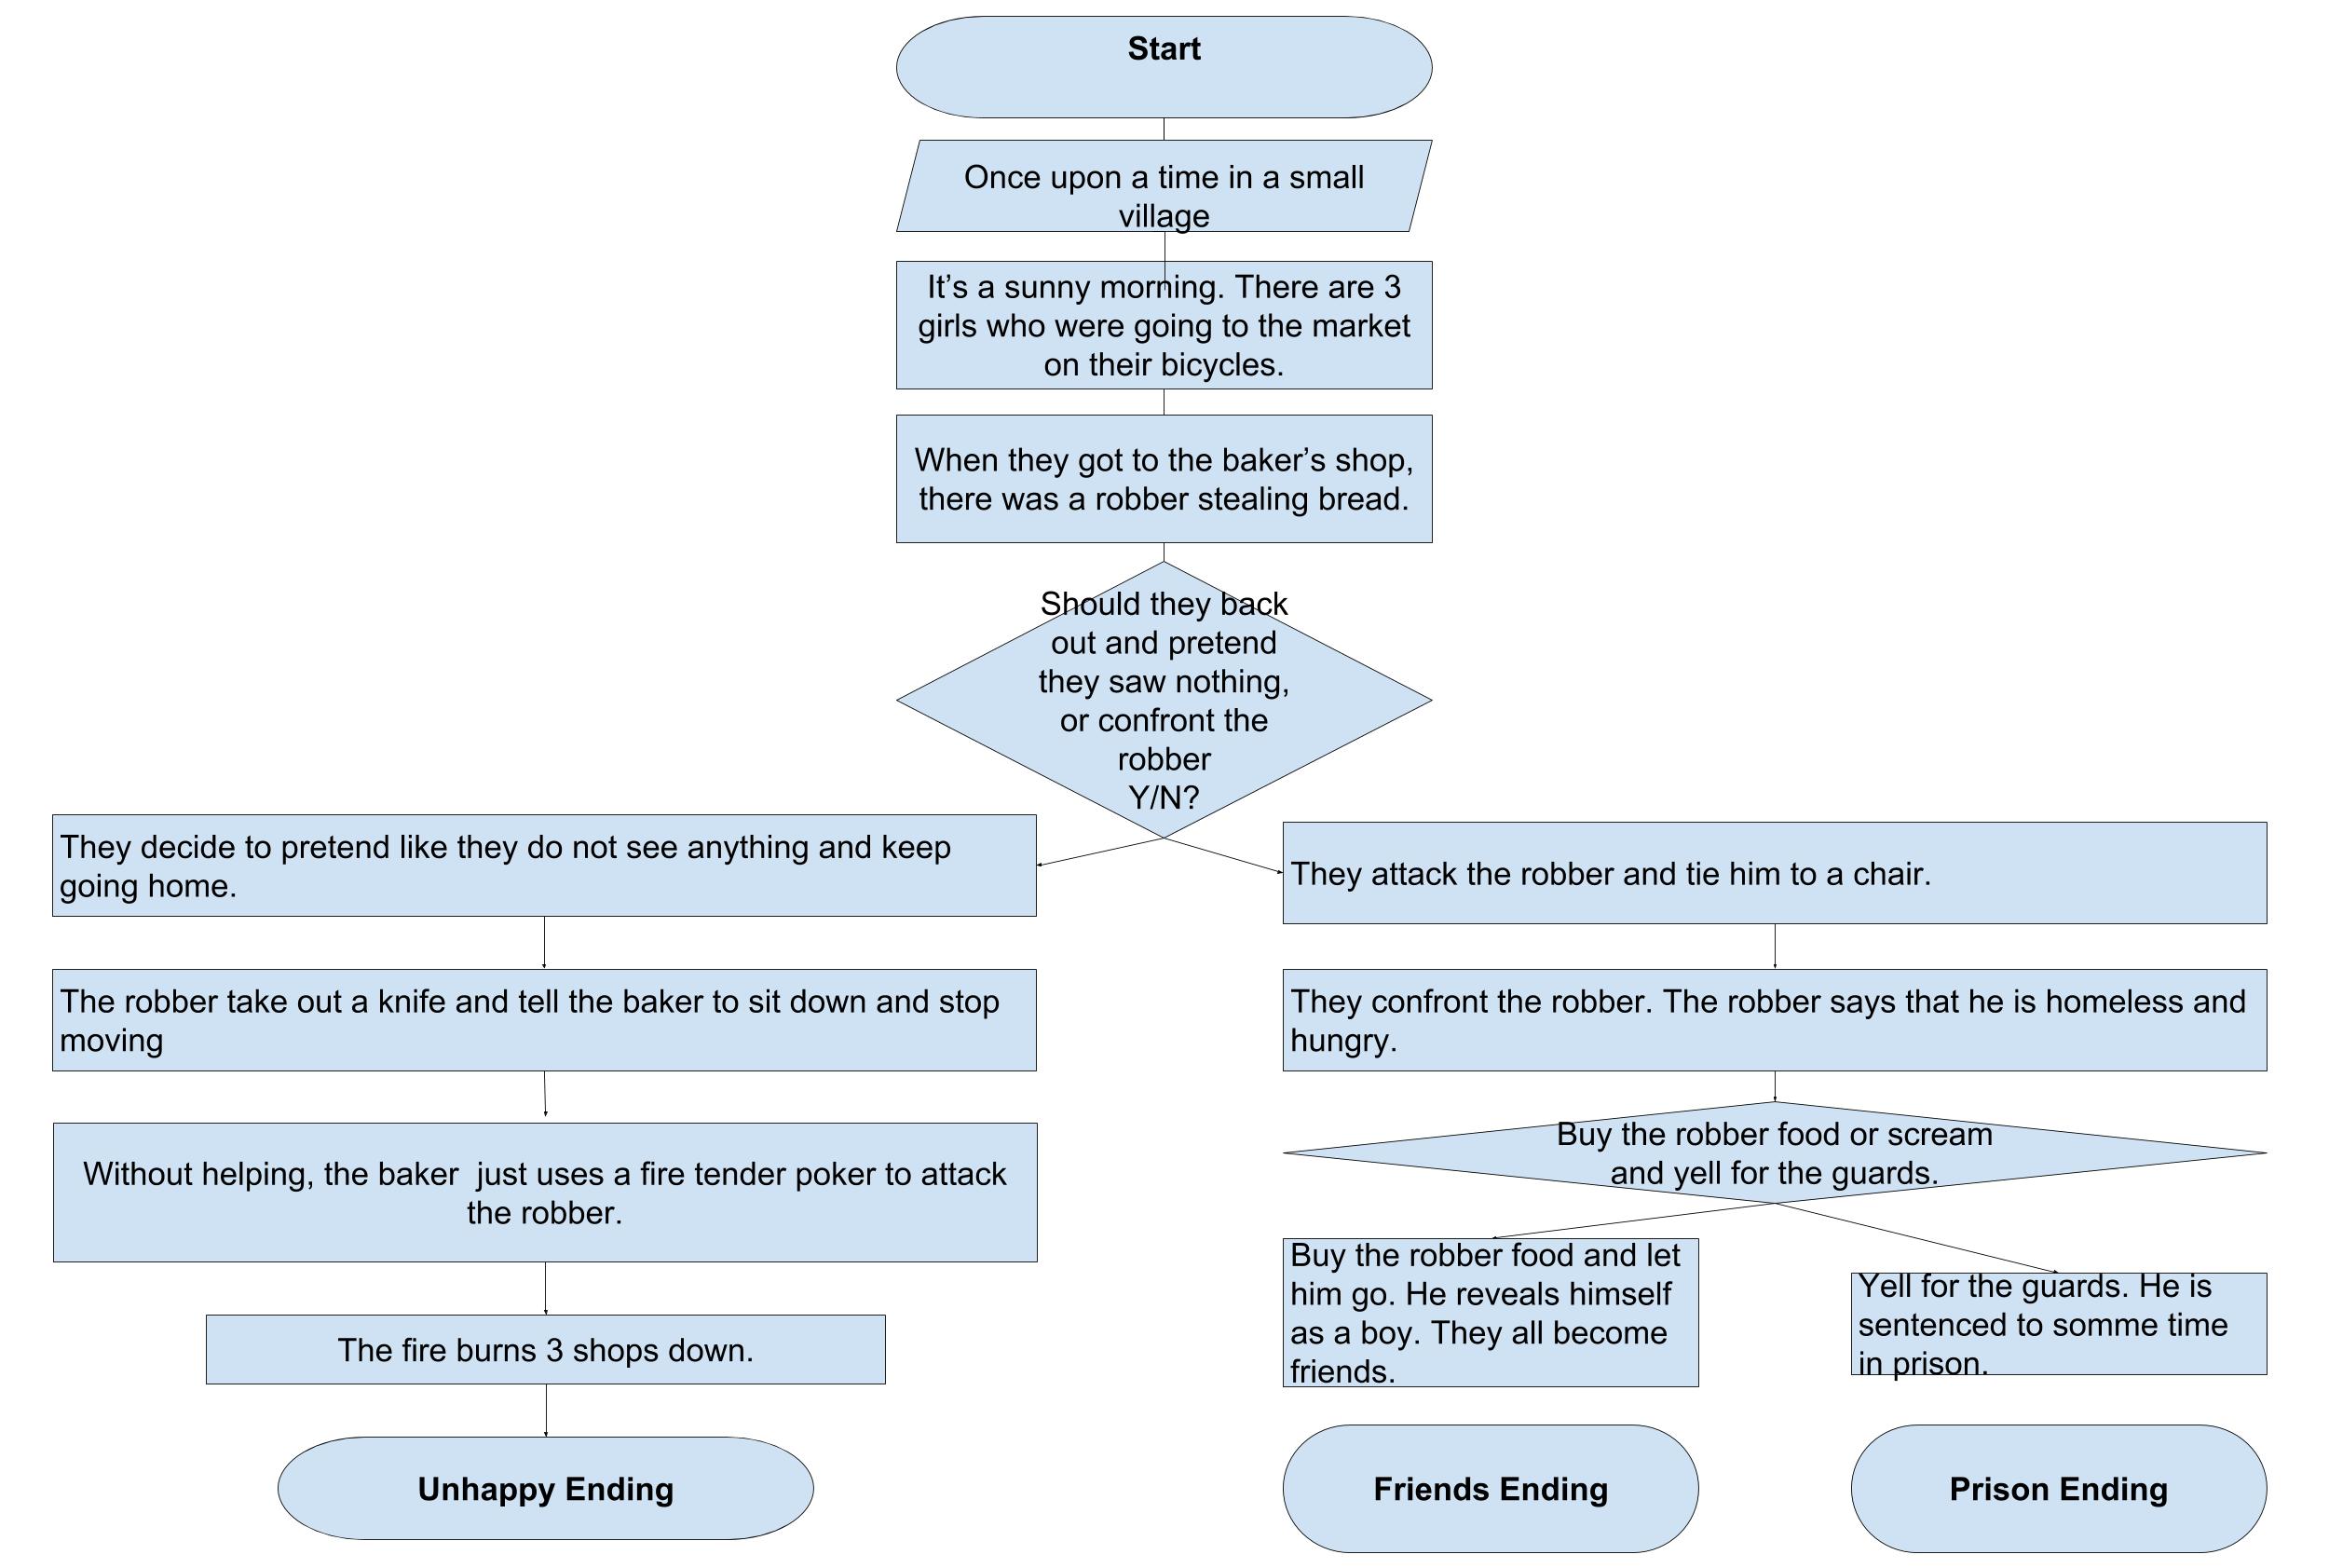 Start
Once upon a time in a small
village
It’s a sunny morning. There are 3
girls who were going to the market
on their bicycles.
When they got to the baker’s shop,
there was a robber stealing bread.
Should they back
out and pretend
they saw nothing,
or confront the
robber
Y/N?
They decide to pretend like they do not see anything and keep
going home.
The robber take out a knife and tell the baker to sit down and stop
moving
Without helping, the baker  just uses a fire tender poker to attack
the robber.
The fire burns 3 shops down.
Unhappy Ending
They attack the robber and tie him to a chair.
They confront the robber. The robber says that he is homeless and
hungry.
Buy the robber food or scream
and yell for the guards.
Buy the robber food and let
him go. He reveals himself
as a boy. They all become
friends.
Friends Ending
Yell for the guards. He is
sentenced to somme time
in prison.
Prison Ending